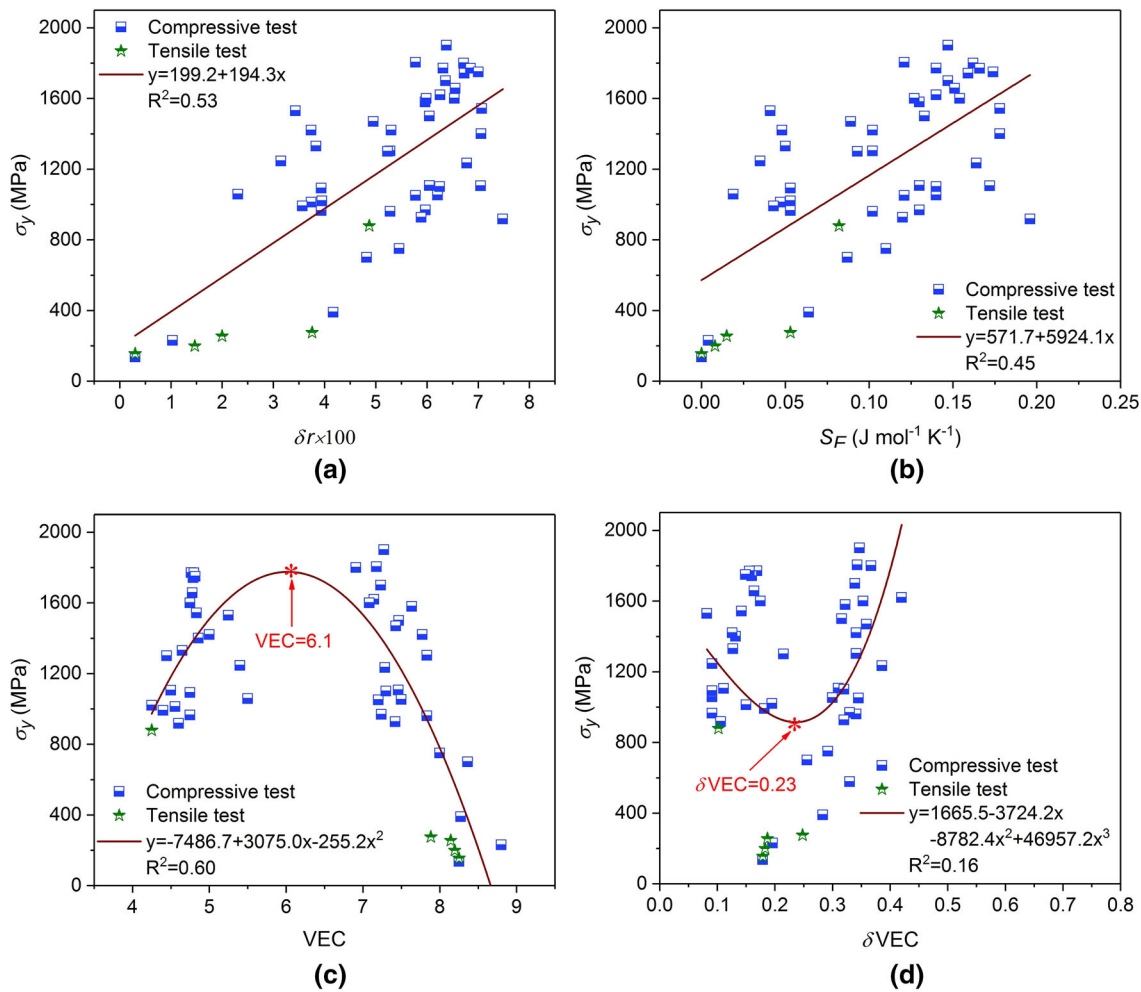 2000
1600
1200
800
400
0
σy (MPa)
Compressive test
Tensile test
y=199.2+194.3x
R²=0.53
0 1 2 3 4 5 6 7 8
δr×100
(a)
2000
1600
1200
800
400
0
σy (MPa)
Compressive test
Tensile test
y=571.7+5924.1x
R²=0.45
0.00 0.05 0.10 0.15 0.20 0.25
SF (J mol⁻¹ K⁻¹)
(b)
2000
1600
1200
800
400
0
σy (MPa)
VEC=6.1
Compressive test
Tensile test
y=-7486.7+3075.0x-255.2x²
R²=0.60
4 5 6 7 8 9
VEC
(c)
2000
1600
1200
800
400
0
σy (MPa)
δVEC=0.23
Compressive test
Tensile test
y=1665.5-3724.2x
-8782.4x²+46957.2x³
R²=0.16
0.0 0.1 0.2 0.3 0.4 0.5 0.6 0.7 0.8
δVEC
(d)